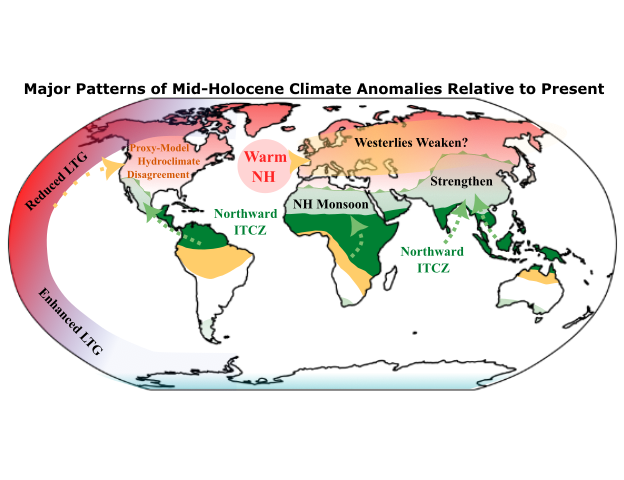 Major Patterns of Mid-Holocene Climate Anomalies Relative to Present
Reduced LTG
Proxy-Model
Hydroclimate
Disagreement
Warm
NH
Westerlies Weaken?
Strengthen
NH Monsoon
Northward
ITCZ
Northward
ITCZ
Enhanced LTG